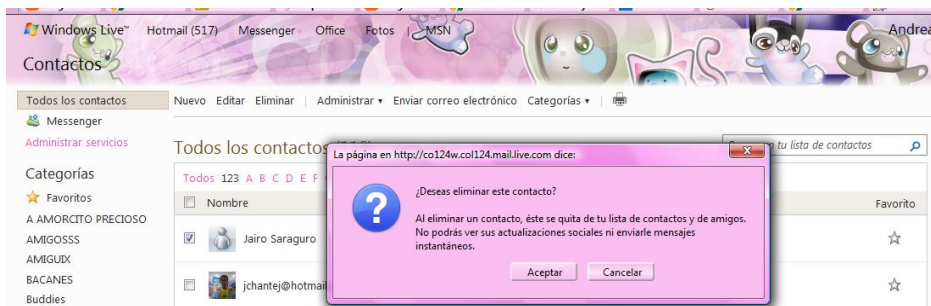 Windows Live™ Hotmail (517) Messenger Office Fotos MSN
Contactos
Todos los contactos
Messenger
Administrar servicios
Categorías
Favoritos
A AMORCITO PRECIOSO
AMIGOSSS
AMIGUIX
BACANES
Buddies
Nuevo Editar Eliminar | Administrar Enviar correo electrónico Categorías
Todos los contactos
tu lista de contactos
Todos 123 A B C D E F
Nombre Favorito
Jairo Saraguro
La página en http://co124w.col124.mail.live.com dice:
¿Deseas eliminar este contacto?
Al eliminar un contacto, éste se quita de tu lista de contactos y de amigos.
No podrás ver sus actualizaciones sociales ni enviarle mensajes
instantáneos.
Aceptar Cancelar